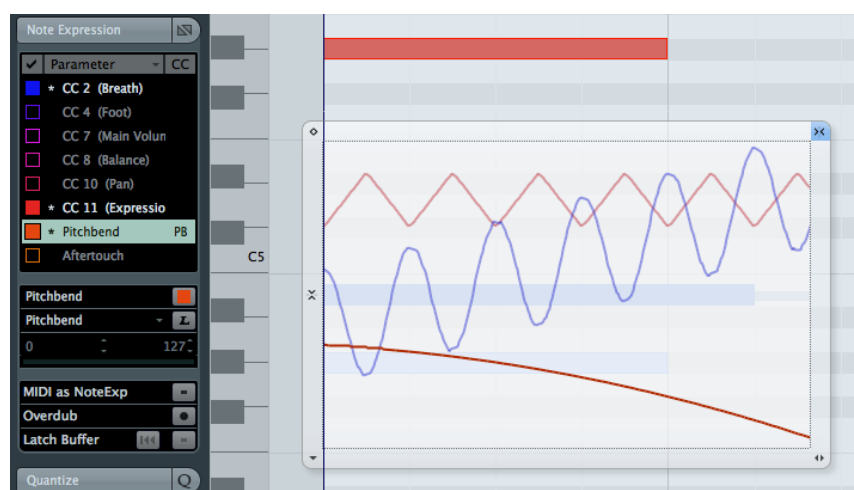 Note Expression
Parameter CC
* CC 2 (Breath)
CC 4 (Foot)
CC 7 (Main Volun
CC 8 (Balance)
CC 10 (Pan)
* CC 11 (Expressio
* Pitchbend PB
Aftertouch
C5
Pitchbend
Pitchbend L
0 127
MIDI as NoteExp
Overdub
Latch Buffer
Quantize Q